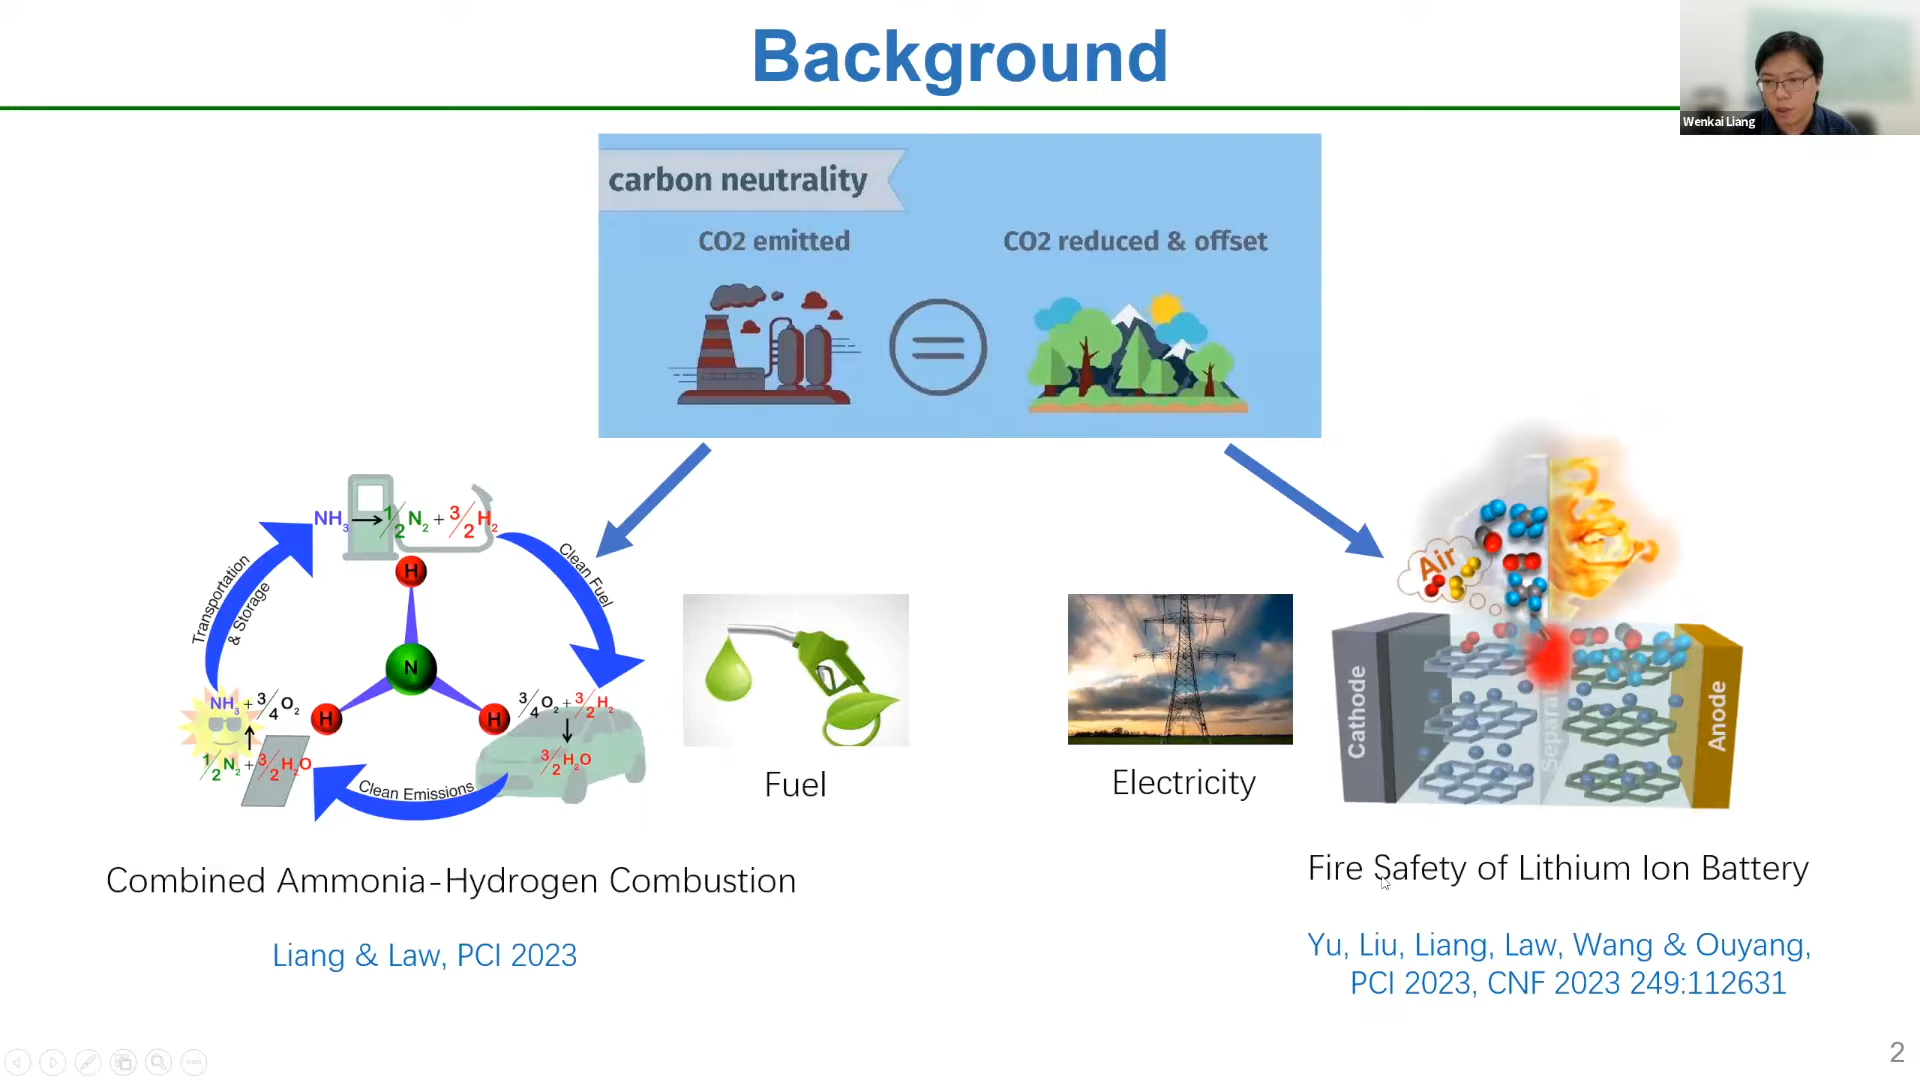 Background
Wenkai Liang
carbon neutrality
CO2 emitted
CO2 reduced & offset
NH3 → 1/2 N2 + 3/2 H2
Transportation
& Storage
Clean Fuel
H
N
H
H
NH3 + 3/4 O2
1/2 N2 + 3/2 H2O
3/4 O2 + 3/2 H2
3/2 H2O
Clean Emissions
Fuel
Electricity
Air
Cathode
Separa
Anode
Combined Ammonia-Hydrogen Combustion
Liang & Law, PCI 2023
Fire Safety of Lithium Ion Battery
Yu, Liu, Liang, Law, Wang & Ouyang,
PCI 2023, CNF 2023 249:112631
2